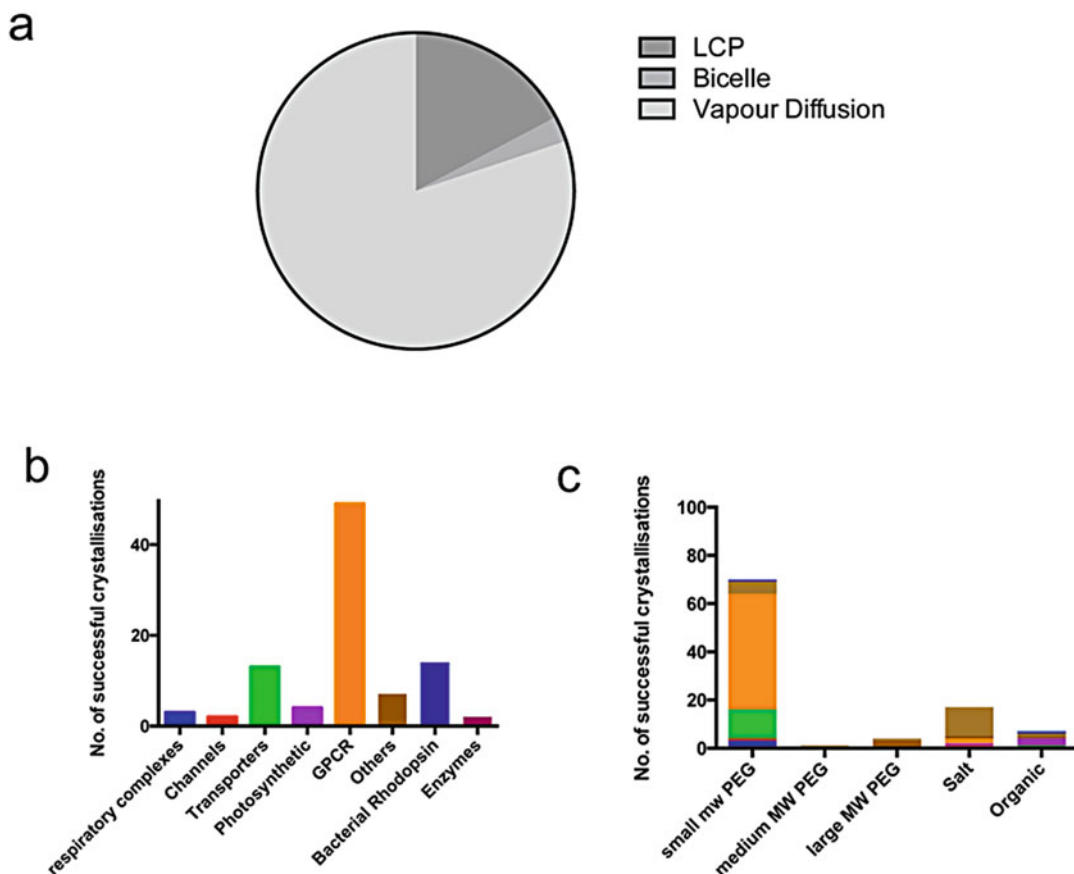 a
LCP
Bicelle
Vapour Diffusion
b
No. of successful crystallisations
40
20
0
respiratory complexes
Channels
Transporters
Photosynthetic
GPCR
Others
Bacterial Rhodopsin
Enzymes
c
No. of successful crystallisations
100
80
60
40
20
0
small mw PEG
medium MW PEG
large MW PEG
Salt
Organic